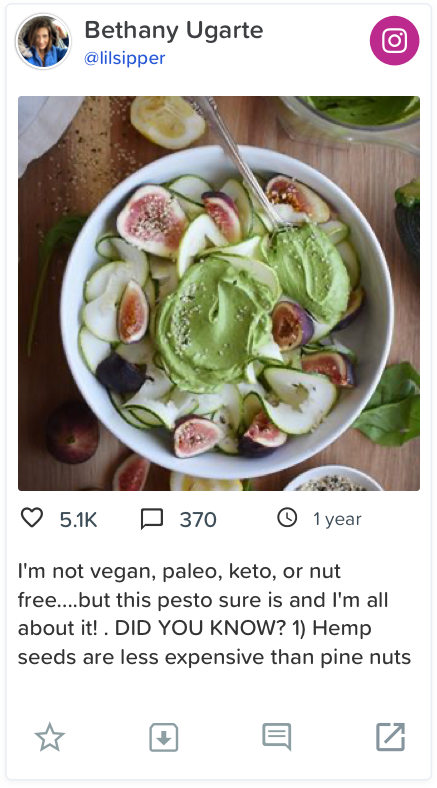 Bethany Ugarte
@lilsipper
5.1K
370
1 year
I'm not vegan, paleo, keto, or nut
free....but this pesto sure is and I'm all
about it! . DID YOU KNOW? 1) Hemp
seeds are less expensive than pine nuts